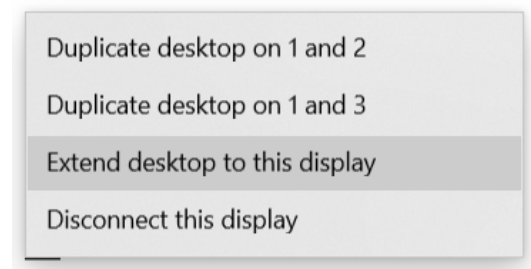 Duplicate desktop on 1 and 2
Duplicate desktop on 1 and 3
Extend desktop to this display
Disconnect this display